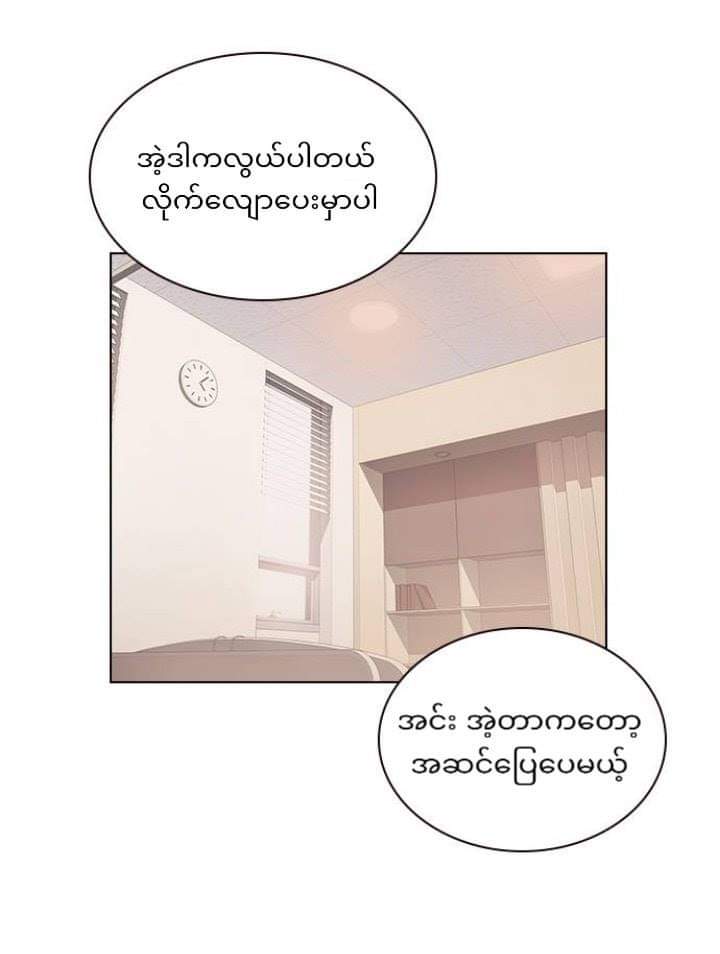 အဲ့ဒါကလွယ်ပါတယ်
လိုက်လျောပေးမှာပါ
အင်း အဲ့တာကတော့
အဆင်ပြေပေမယ့်